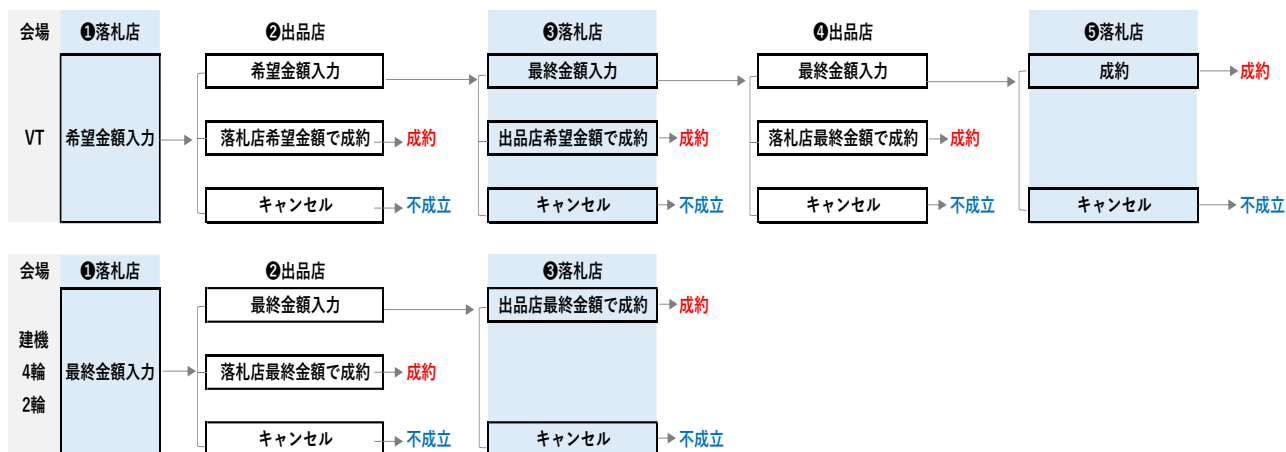 会場 ❶落札店 ❷出品店 ❸落札店 ❹出品店 ❺落札店
希望金額入力 最終金額入力 最終金額入力 成約 成約
VT 希望金額入力 落札店希望金額で成約 成約 出品店希望金額で成約 成約 落札店最終金額で成約 成約
キャンセル 不成立 キャンセル 不成立 キャンセル 不成立 キャンセル 不成立
会場 ❶落札店 ❷出品店 ❸落札店
最終金額入力 出品店最終金額で成約 成約
建機
4輪 最終金額入力 落札店最終金額で成約 成約
2輪
キャンセル 不成立 キャンセル 不成立